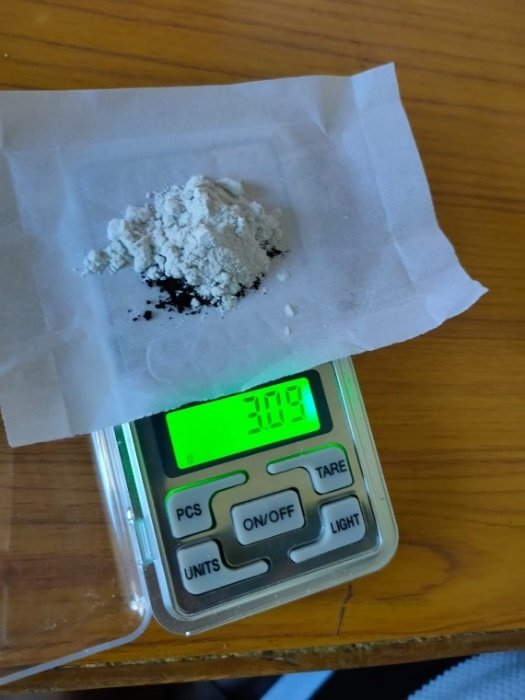 3.09
g
TARE
PCS
ON/OFF
LIGHT
UNITS